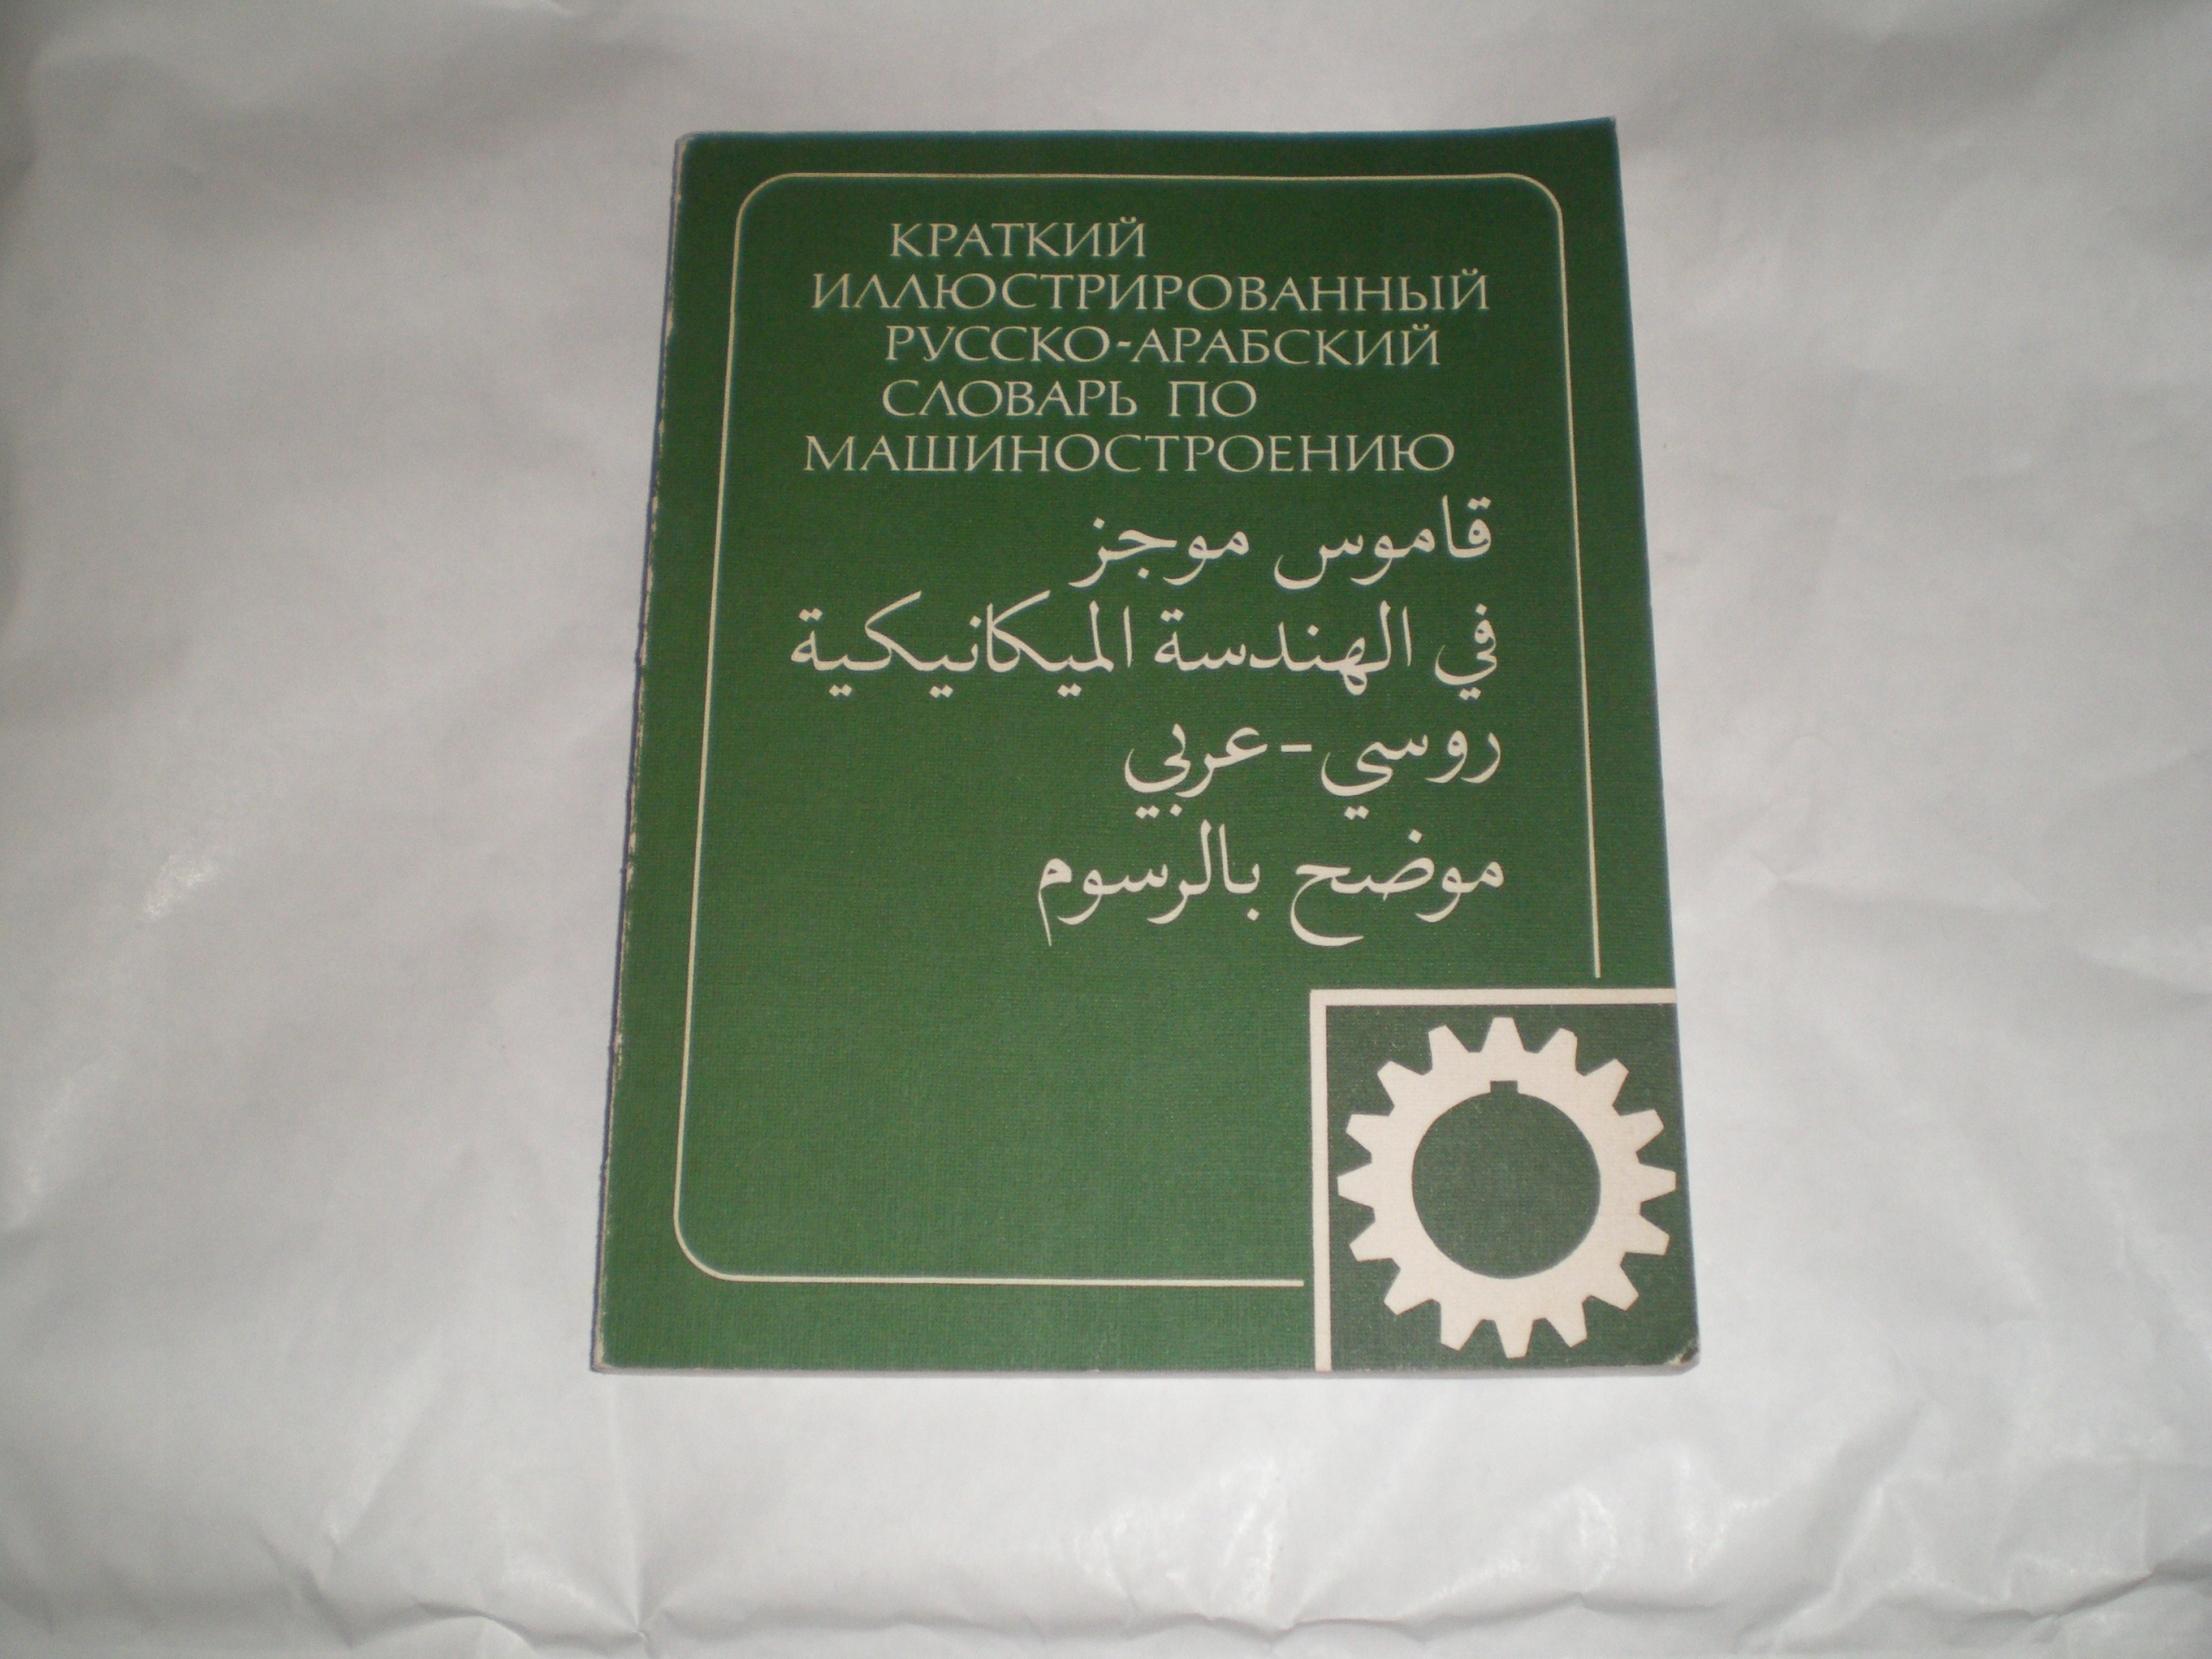 КРАТКИЙ
ИЛЛЮСТРИРОВАННЫЙ
РУССКО-АРАБСКИЙ
СЛОВАРЬ ПО
МАШИНОСТРОЕНИЮ
قاموس موجز
في الهندسة الميكانيكية
روسي-عربي
موضح بالرسوم